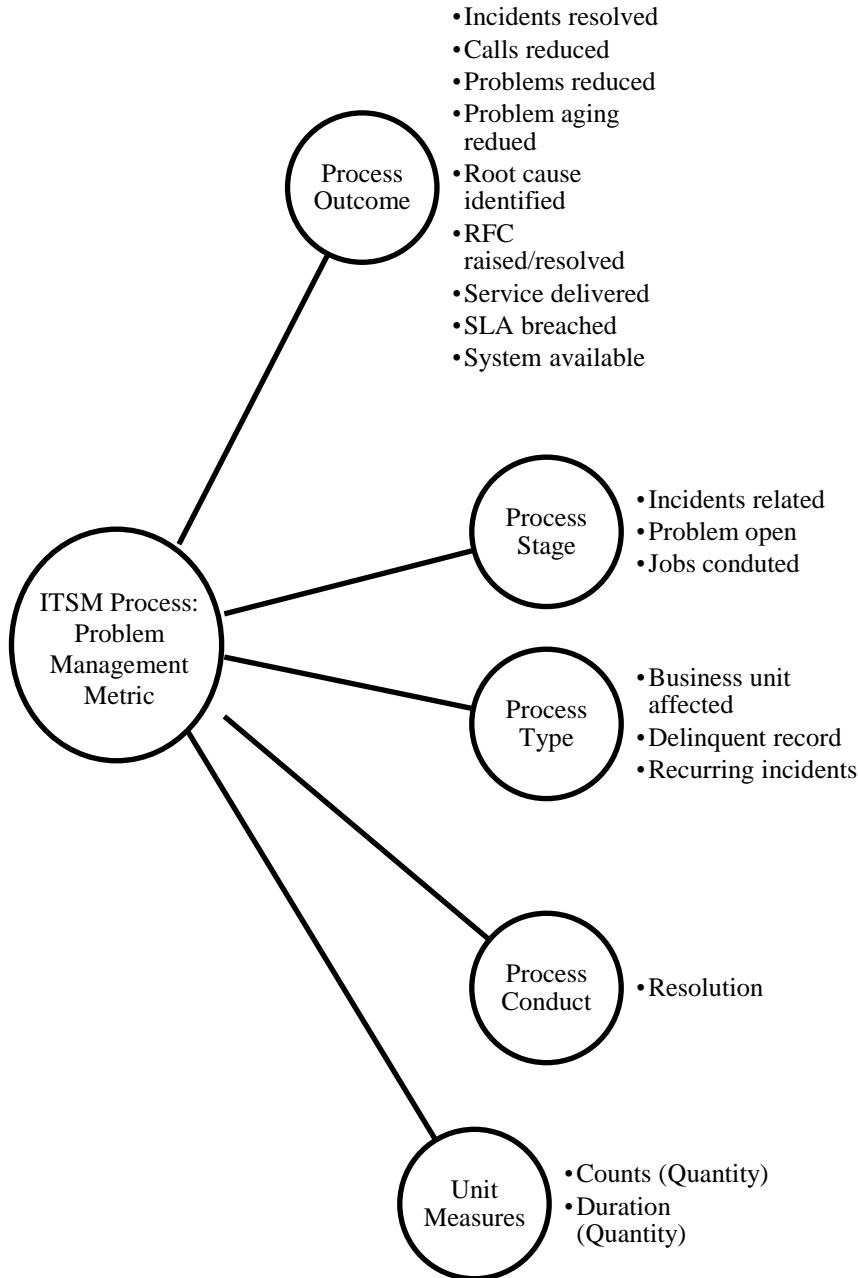 •Incidents resolved
•Calls reduced
•Problems reduced
•Problem aging
redued
•Root cause
identified
•RFC
raised/resolved
•Service delivered
•SLA breached
•System available
Process
Outcome
Process
Stage
•Incidents related
•Problem open
•Jobs conduted
ITSM Process:
Problem
Management
Metric
Process
Type
•Business unit
affected
•Delinquent record
•Recurring incidents
Process
Conduct
•Resolution
Unit
Measures
•Counts (Quantity)
•Duration
(Quantity)